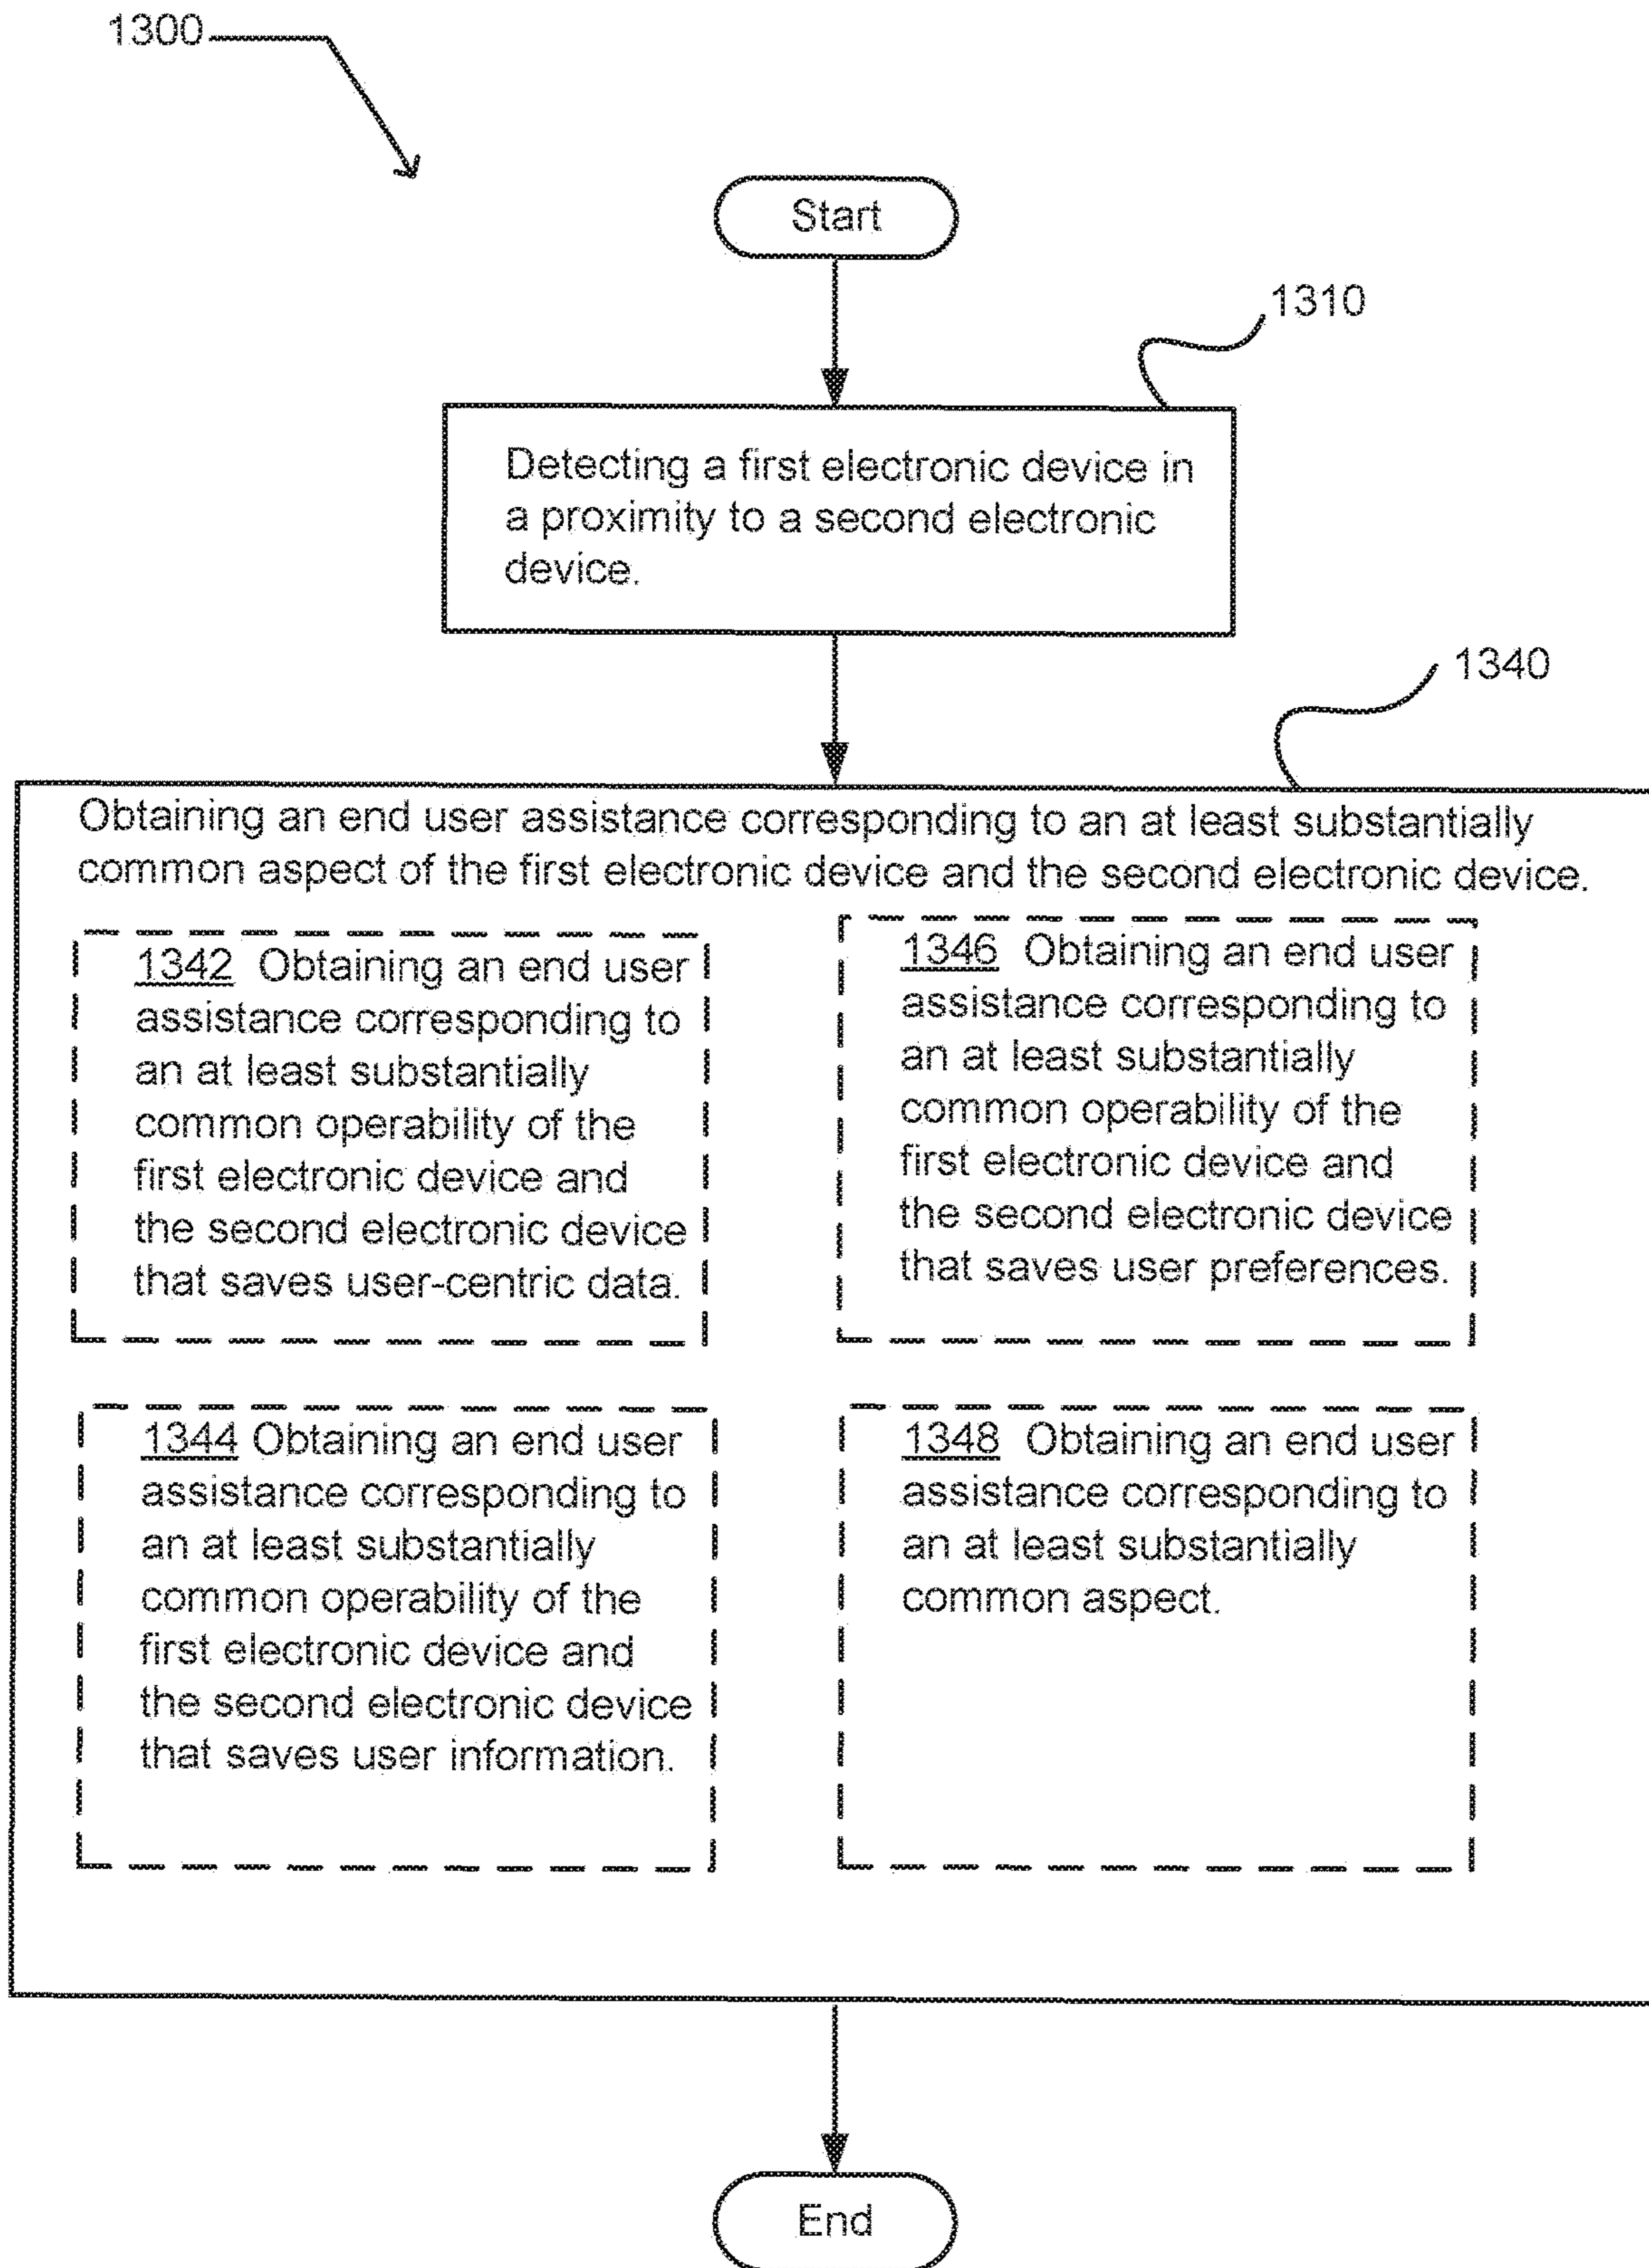 1300
Start
1310
Detecting a first electronic device in
a proximity to a second electronic
device.
1340
Obtaining an end user assistance corresponding to an at least substantially
common aspect of the first electronic device and the second electronic device.
1342 Obtaining an end user
assistance corresponding to
an at least substantially
common operability of the
first electronic device and
the second electronic device
that saves user-centric data.
1346 Obtaining an end user
assistance corresponding to
an at least substantially
common operability of the
first electronic device and
the second electronic device
that saves user preferences.
1344 Obtaining an end user
assistance corresponding to
an at least substantially
common operability of the
first electronic device and
the second electronic device
that saves user information.
1348 Obtaining an end user
assistance corresponding to
an at least substantially
common aspect.
End